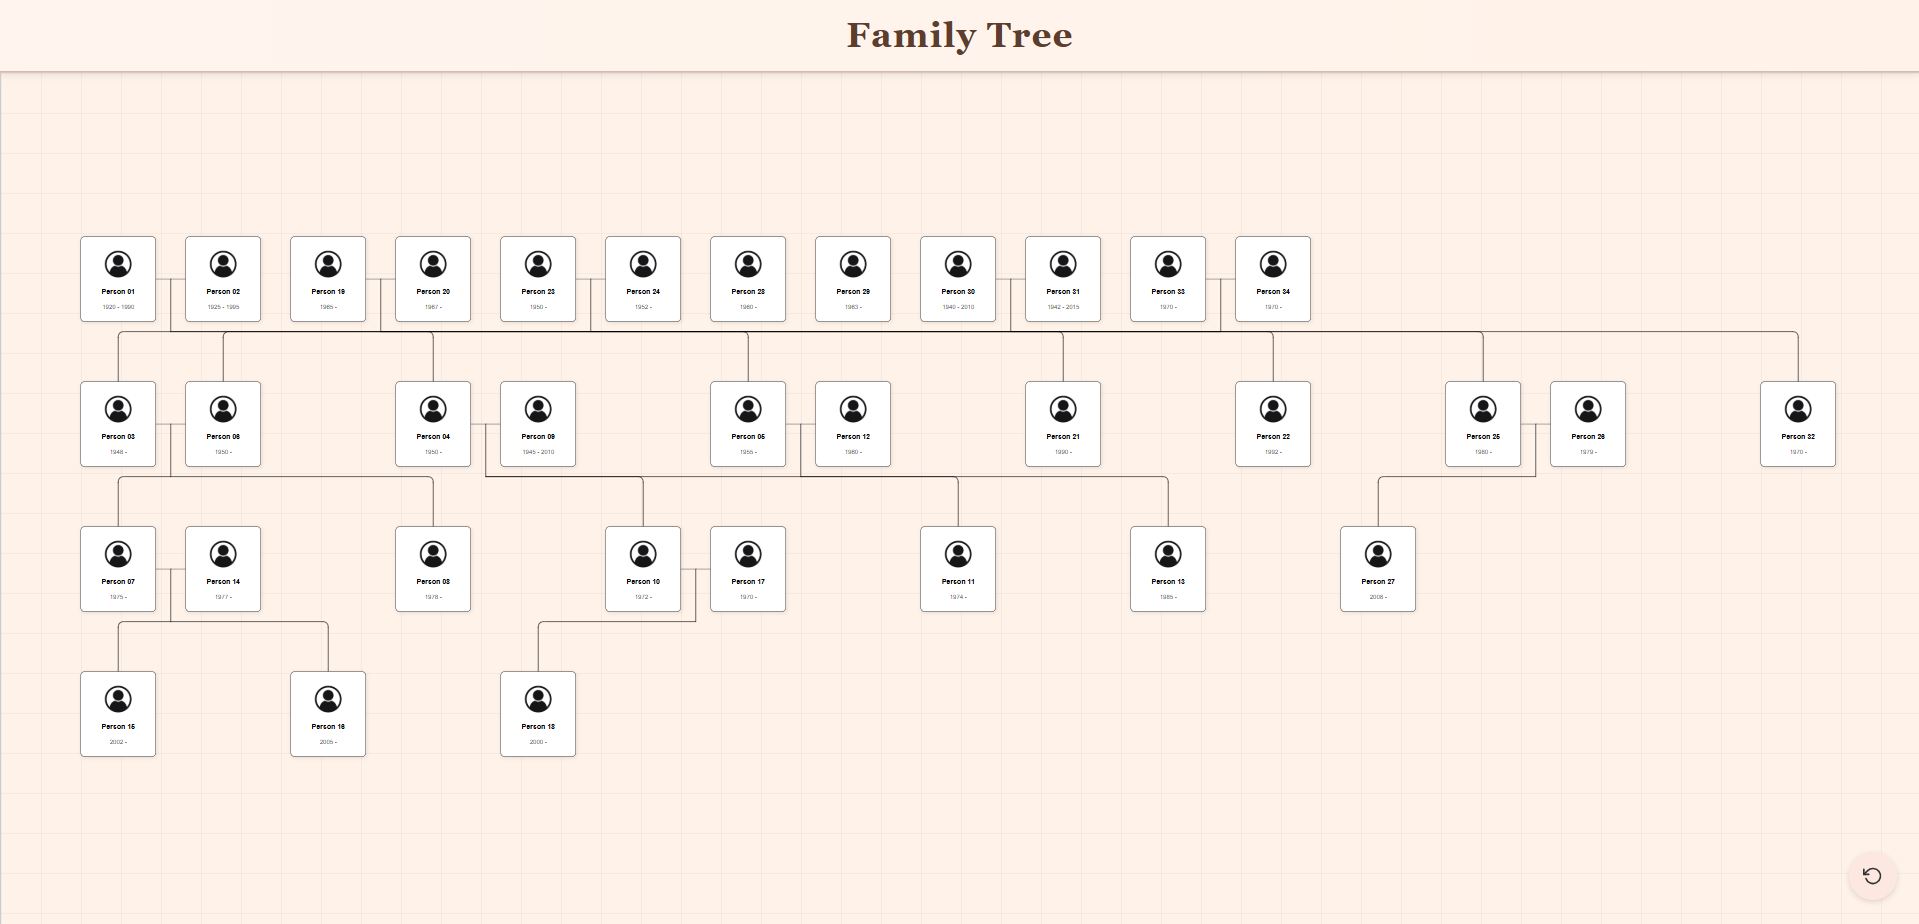 Family Tree
Person 01
1920 - 1990
Person 02
1925 - 1995
Person 19
1965 -
Person 20
1967 -
Person 23
1950 -
Person 24
1952 -
Person 28
1960 -
Person 29
1963 -
Person 30
1940 - 2010
Person 31
1942 - 2015
Person 33
1970 -
Person 34
1970 -
Person 03
1948 -
Person 06
1950 -
Person 04
1950 -
Person 09
1945 - 2010
Person 05
1955 -
Person 12
1960 -
Person 21
1990 -
Person 22
1992 -
Person 25
1980 -
Person 26
1979 -
Person 32
1970 -
Person 07
1975 -
Person 14
1977 -
Person 08
1978 -
Person 10
1972 -
Person 17
1970 -
Person 11
1974 -
Person 13
1985 -
Person 27
2008 -
Person 15
2002 -
Person 16
2005 -
Person 18
2000 -